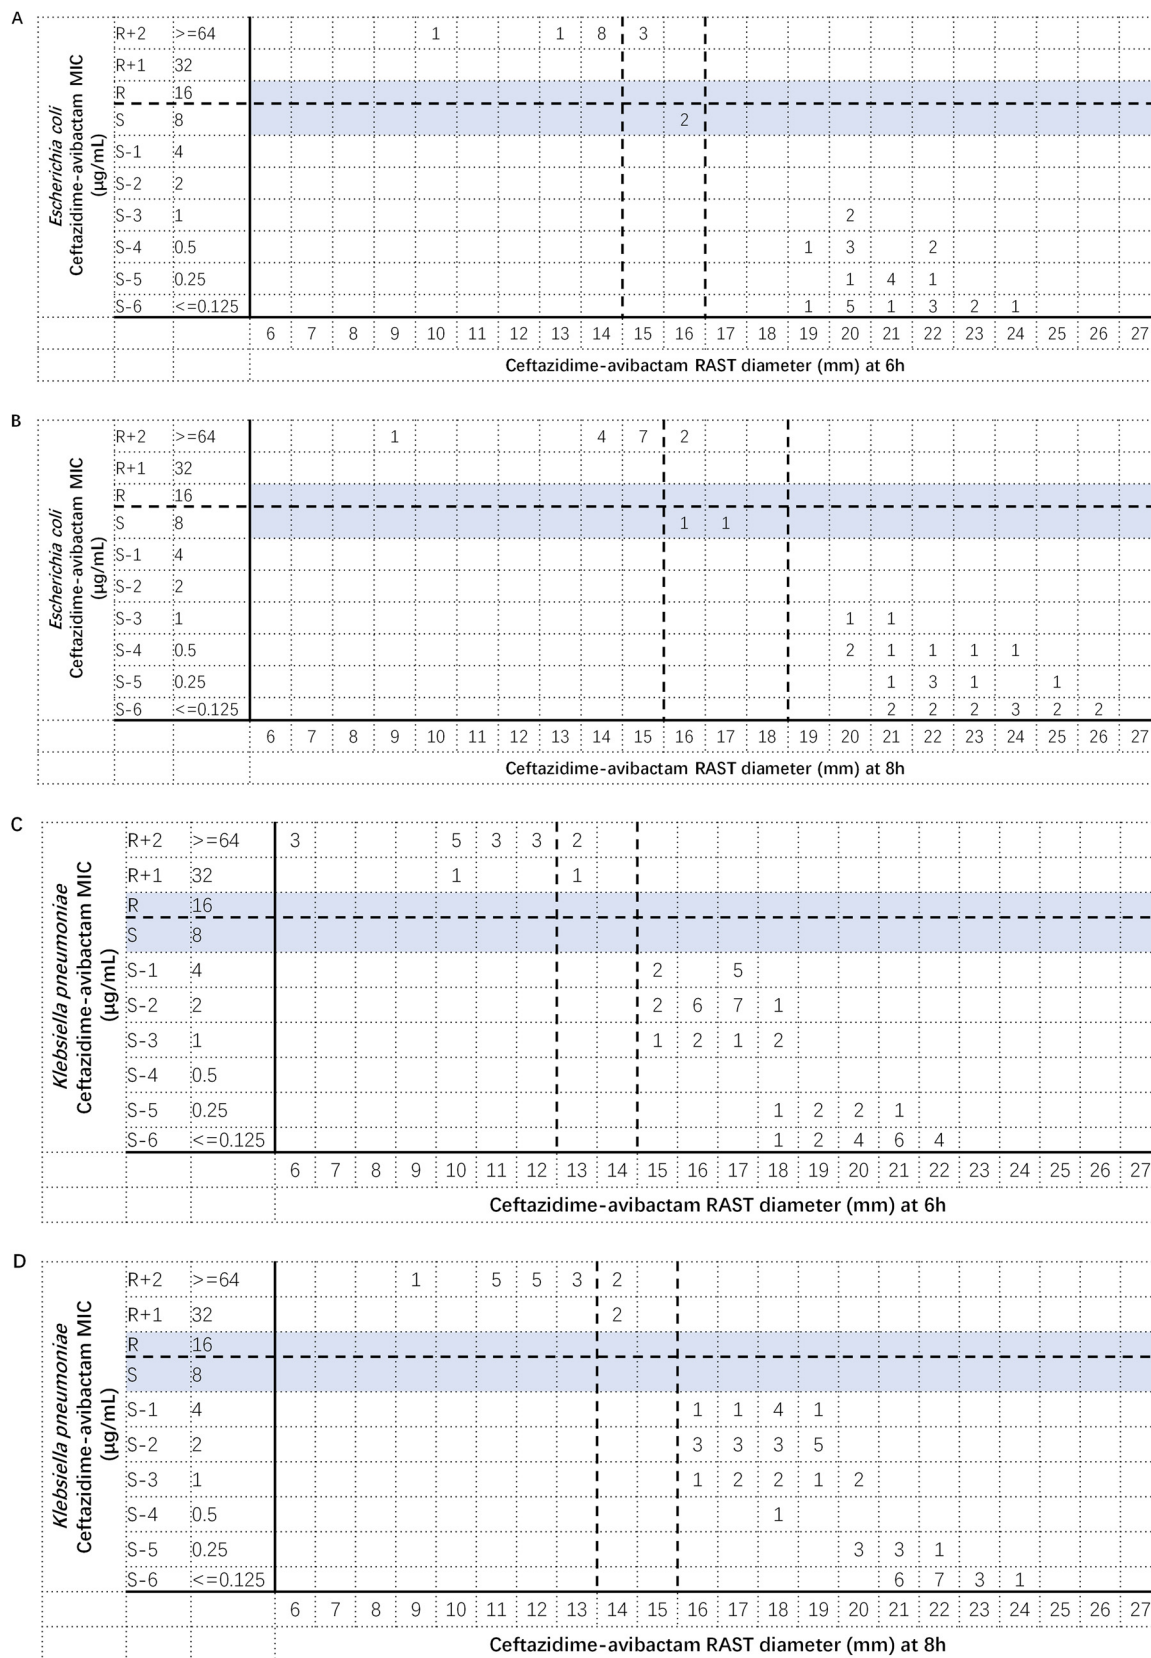 A
Escherichia coli
Ceftazidime-avibactam MIC
(μg/mL)
R+2 >=64 1 1 8 3
R+1 32
R 16
S 8 2
S-1 4
S-2 2
S-3 1 2
S-4 0.5 1 3 2
S-5 0.25 1 4 1
S-6 <=0.125 1 5 1 3 2 1
6 7 8 9 10 11 12 13 14 15 16 17 18 19 20 21 22 23 24 25 26 27
Ceftazidime-avibactam RAST diameter (mm) at 6h
B
Escherichia coli
Ceftazidime-avibactam MIC
(μg/mL)
R+2 >=64 1 4 7 2
R+1 32
R 16
S 8 1 1
S-1 4
S-2 2
S-3 1 1 1
S-4 0.5 2 1 1 1 1
S-5 0.25 1 3 1 1
S-6 <=0.125 2 2 2 3 2 2
6 7 8 9 10 11 12 13 14 15 16 17 18 19 20 21 22 23 24 25 26 27
Ceftazidime-avibactam RAST diameter (mm) at 8h
C
Klebsiella pneumoniae
Ceftazidime-avibactam MIC
(μg/mL)
R+2 >=64 3 5 3 3 2
R+1 32 1 1
R 16
S 8
S-1 4 2 5
S-2 2 2 6 7 1
S-3 1 1 2 1 2
S-4 0.5
S-5 0.25 1 2 2 1
S-6 <=0.125 1 2 4 6 4
6 7 8 9 10 11 12 13 14 15 16 17 18 19 20 21 22 23 24 25 26 27
Ceftazidime-avibactam RAST diameter (mm) at 6h
D
Klebsiella pneumoniae
Ceftazidime-avibactam MIC
(μg/mL)
R+2 >=64 1 5 5 3 2
R+1 32 2
R 16
S 8
S-1 4 1 1 4 1
S-2 2 3 3 3 5
S-3 1 1 2 2 1 2
S-4 0.5 1
S-5 0.25 3 3 1
S-6 <=0.125 6 7 3 1
6 7 8 9 10 11 12 13 14 15 16 17 18 19 20 21 22 23 24 25 26 27
Ceftazidime-avibactam RAST diameter (mm) at 8h